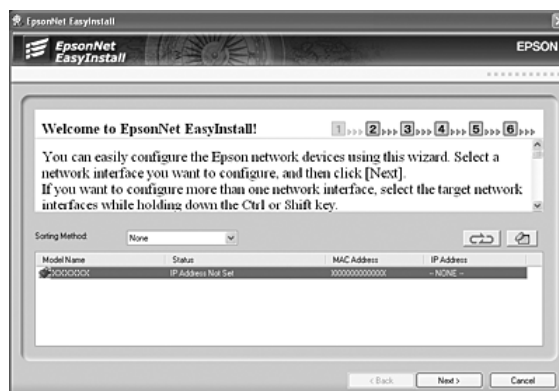 EpsonNet EasyInstall
EpsonNet
EasyInstall
EPSON
Welcome to EpsonNet EasyInstall!
1 2 3 4 5 6
You can easily configure the Epson network devices using this wizard. Select a
network interface you want to configure, and then click [Next].
If you want to configure more than one network interface, select the target network
interfaces while holding down the Ctrl or Shift key.
Sorting Method: None
Model Name Status MAC Address IP Address
XXXXXXX IP Address Not Set XXXXXXXXXXXX -- NONE --
< Back Next > Cancel